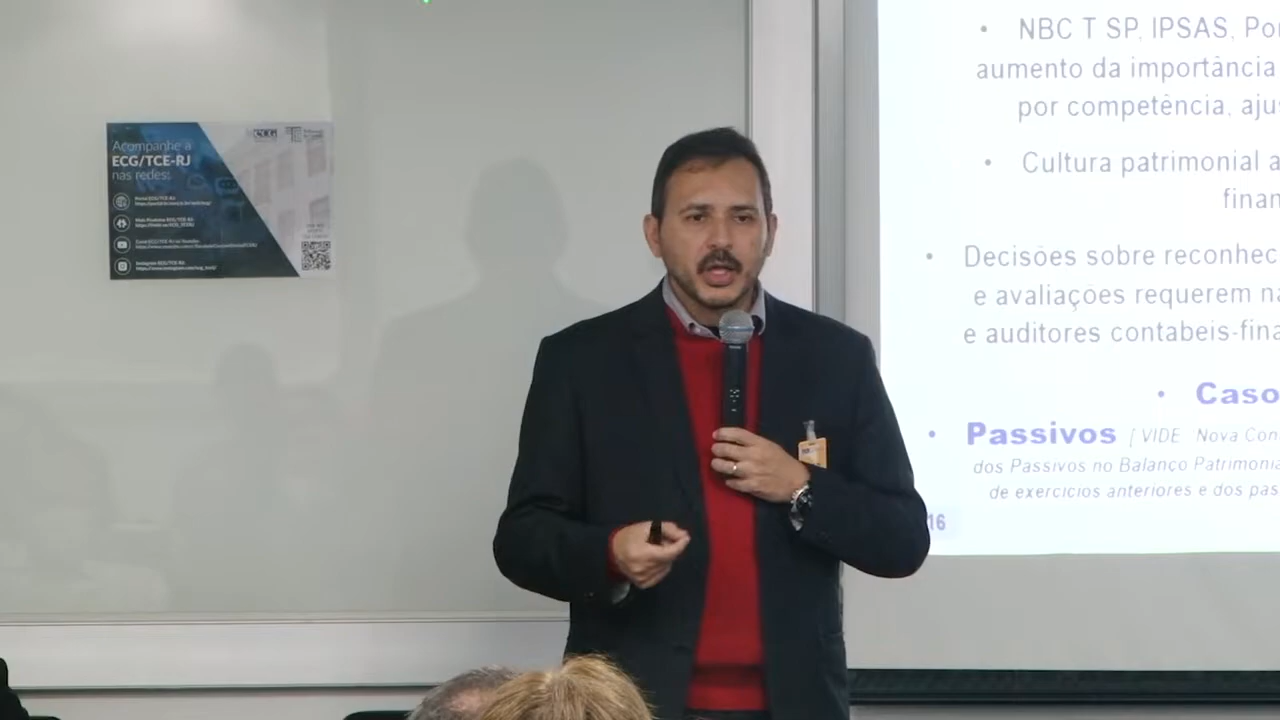 Acompanhe a
ECG/TCE-RJ
nas redes:
ECG
• NBC T SP, IPSAS, Por
aumento da importância
por competência, ajus
• Cultura patrimonial a
finan
• Decisões sobre reconhec
e avaliações requerem na
e auditores contabeis-fina
• Caso
• Passivos [ VIDE Nova Con
dos Passivos no Balanço Patrimonia
de exercícios anteriores e dos pas
16